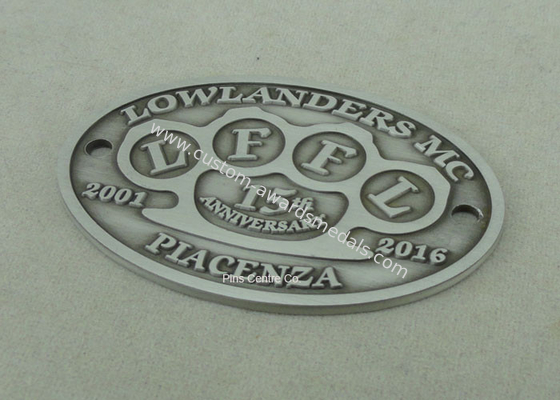 LOWLANDERS MC
L F F L
15th
ANNIVERSARY
2001 2016
PIACENZA
www.custom-awardsmedals.com
Pins Centre Co